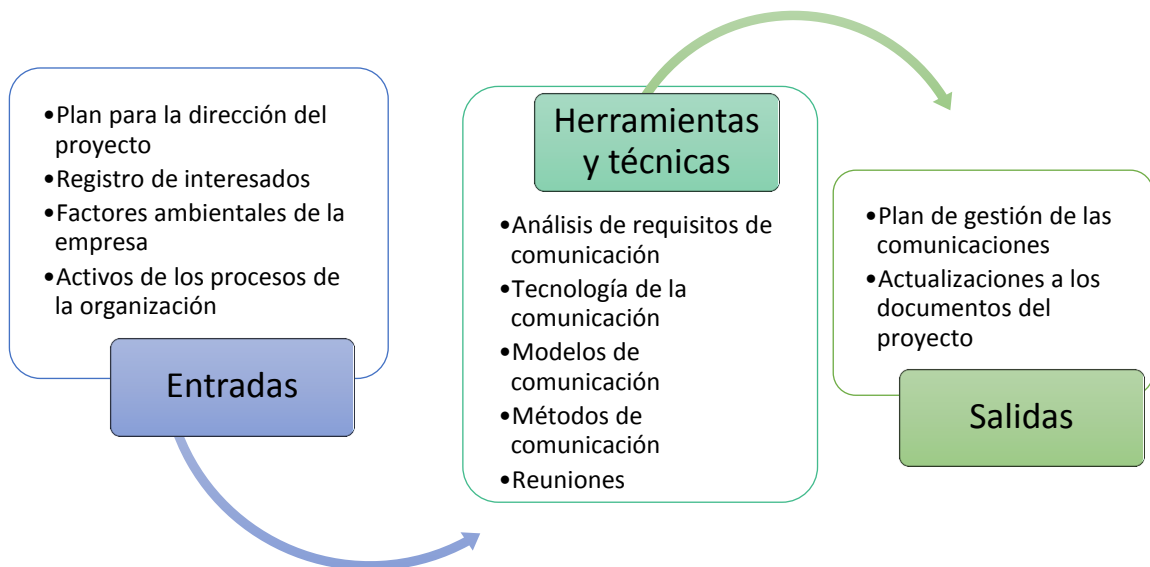 •Plan para la dirección del
proyecto
•Registro de interesados
•Factores ambientales de la
empresa
•Activos de los procesos de
la organización
Entradas
Herramientas
y técnicas
•Análisis de requisitos de
comunicación
•Tecnología de la
comunicación
•Modelos de
comunicación
•Métodos de
comunicación
•Reuniones
•Plan de gestión de las
comunicaciones
•Actualizaciones a los
documentos del
proyecto
Salidas